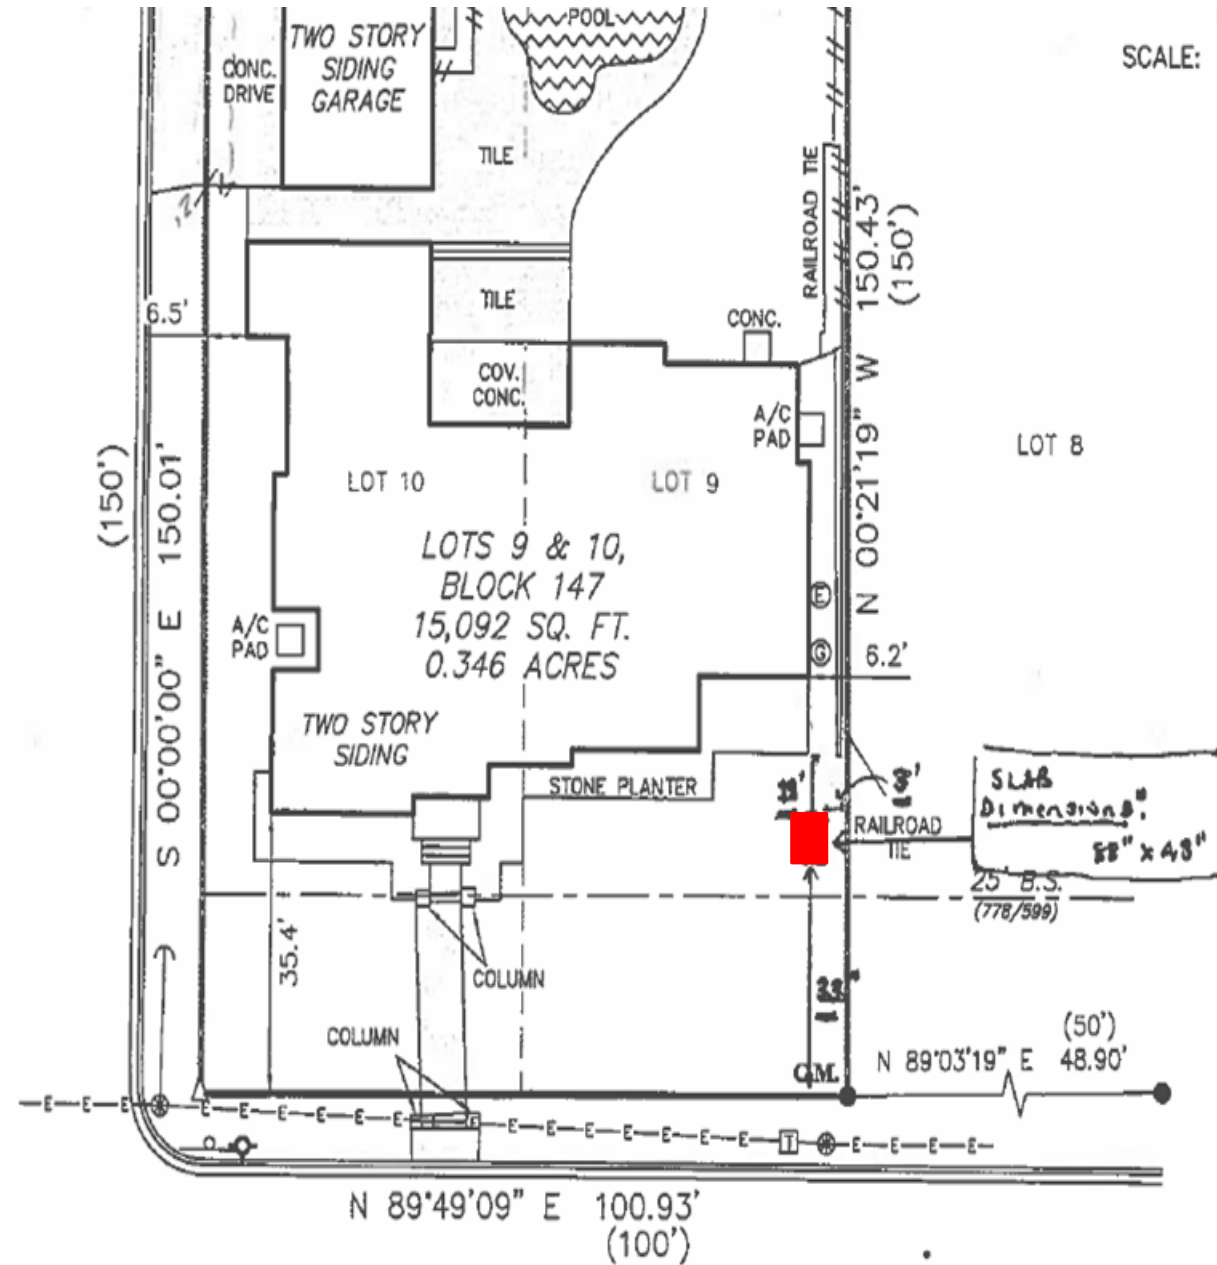 POOL
TWO STORY
SIDING
GARAGE
CONC.
DRIVE
SCALE:
TILE
RAILROAD TIE
N 00°21'19" W 150.43'
(150')
6.5'
TILE
CONC.
COV.
CONC.
A/C
PAD
LOT 8
LOT 10
LOT 9
S 00°00'00" E 150.01'
(150')
LOTS 9 & 10,
BLOCK 147
15,092 SQ. FT.
0.346 ACRES
E
G
A/C
PAD
6.2'
TWO STORY
SIDING
STONE PLANTER
SLAB
Dimensions:
x 48"
RAILROAD
TIE
25' B.S.
(778/599)
35.4'
COLUMN
COLUMN
(50')
N 89°03'19" E 48.90'
C.M.
E E E E E E E E E E E E E E E E
T
N 89°49'09" E 100.93'
(100')